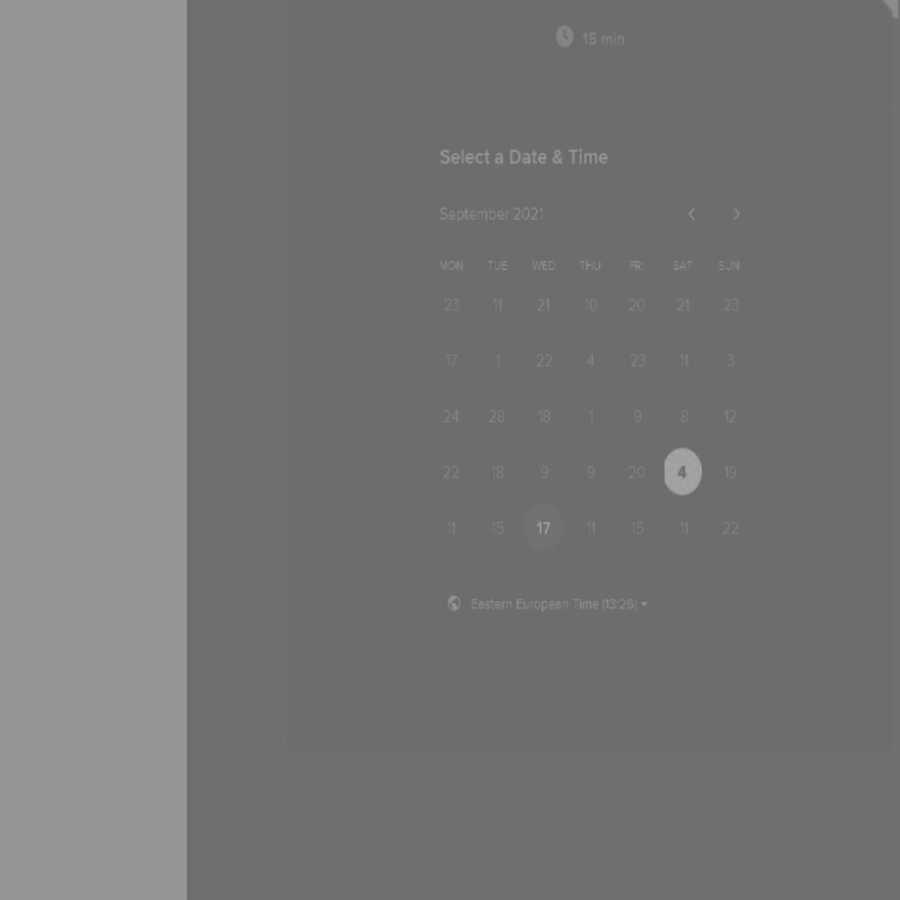 15 min
Select a Date & Time
September 2021
MON TUE WED THU FRI SAT SUN
23 11 21 10 20 21 23
17 1 22 4 23 11 3
24 28 18 1 9 8 12
22 18 9 9 20 4 19
11 15 17 11 15 11 22
Eastern European Time (13:26)